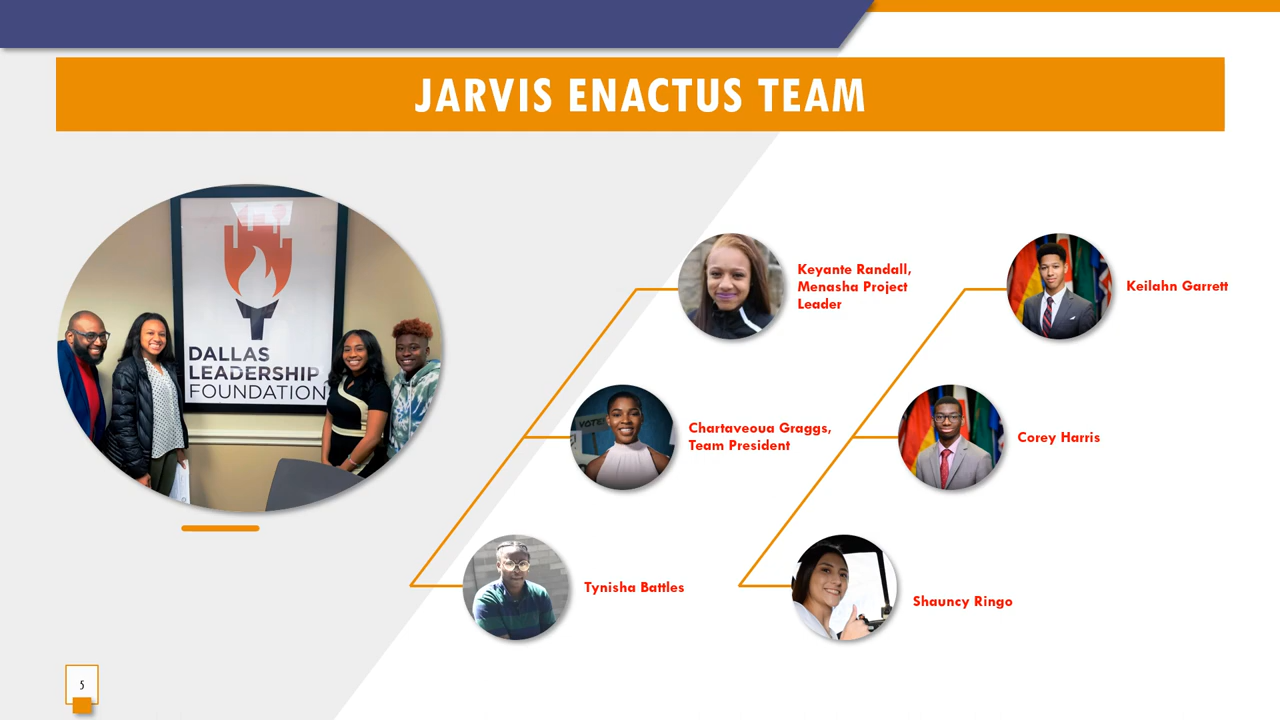 JARVIS ENACTUS TEAM
DALLAS
LEADERSHIP
FOUNDATION
Keyante Randall,
Menasha Project
Leader
Keilahn Garrett
VOTE
Chartaveoua Graggs,
Team President
Corey Harris
Tynisha Battles
Shauncy Ringo
5